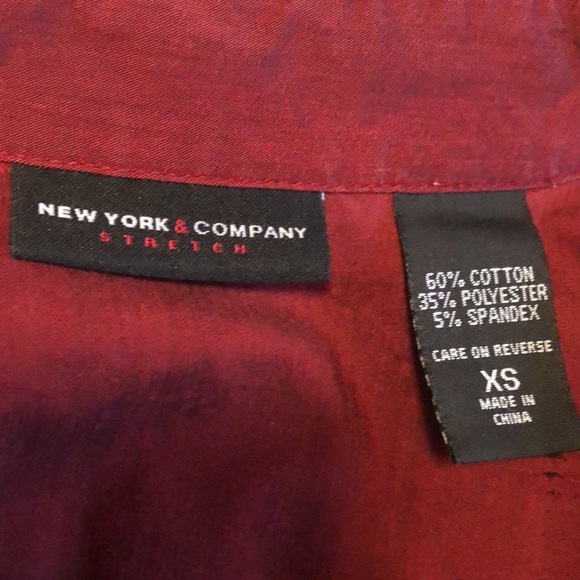 NEW YORK & COMPANY
STRETCH
60% COTTON
35% POLYESTER
5% SPANDEX
CARE ON REVERSE
XS
MADE IN
CHINA